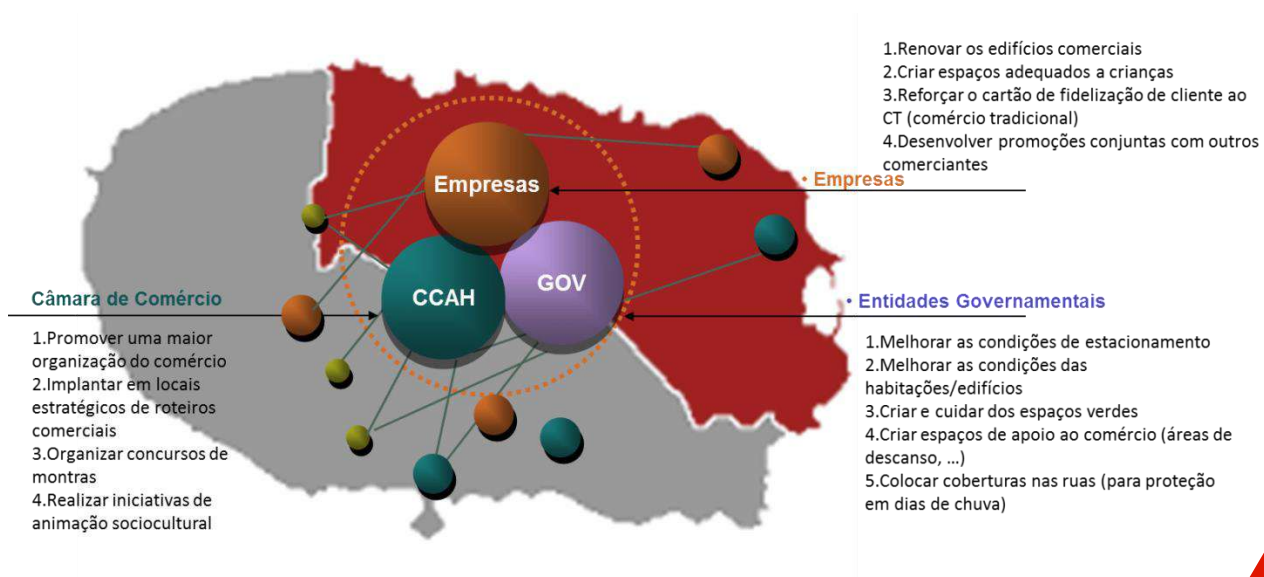 1.Renovar os edifícios comerciais
2.Criar espaços adequados a crianças
3.Reforçar o cartão de fidelização de cliente ao
CT (comércio tradicional)
4.Desenvolver promoções conjuntas com outros
comerciantes
• Empresas
Empresas
CCAH
GOV
Câmara de Comércio
1.Promover uma maior
organização do comércio
2.Implantar em locais
estratégicos de roteiros
comerciais
3.Organizar concursos de
montras
4.Realizar iniciativas de
animação sociocultural
• Entidades Governamentais
1.Melhorar as condições de estacionamento
2.Melhorar as condições das
habitações/edifícios
3.Criar e cuidar dos espaços verdes
4.Criar espaços de apoio ao comércio (áreas de
descanso, ...)
5.Colocar coberturas nas ruas (para proteção
em dias de chuva)